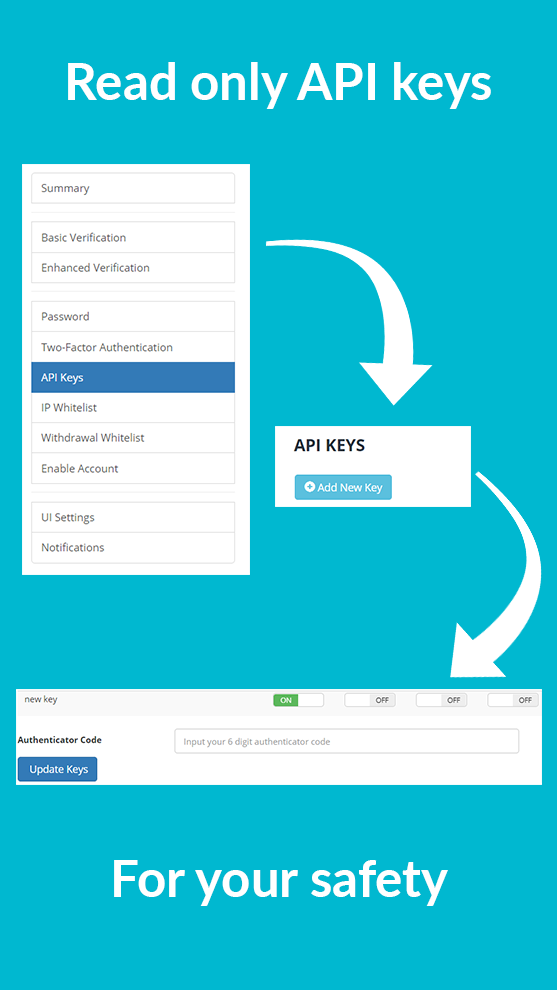 Read only API keys
Summary
Basic Verification
Enhanced Verification
Password
Two-Factor Authentication
API Keys
IP Whitelist
Withdrawal Whitelist
Enable Account
UI Settings
Notifications
API KEYS
Add New Key
new key
ON
OFF
OFF
OFF
Authenticator Code
Input your 6 digit authenticator code
Update Keys
For your safety